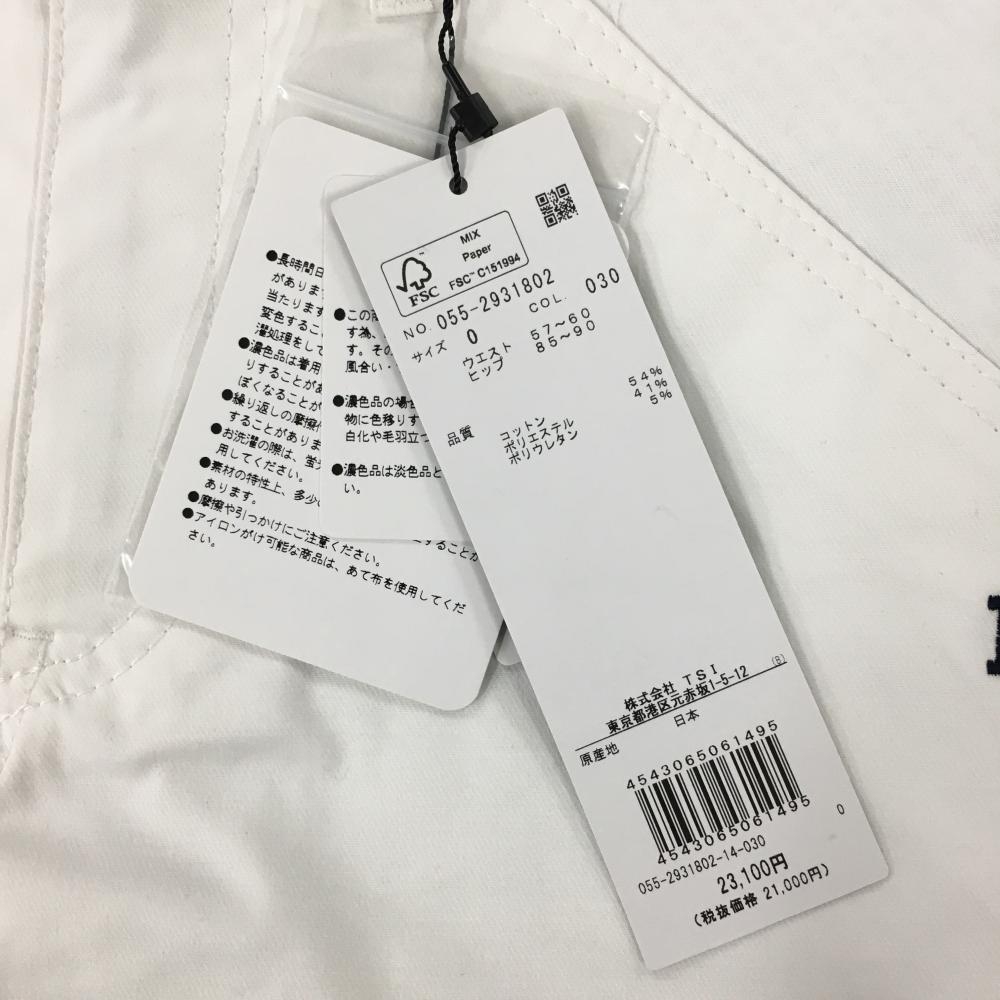 MIX
Paper
FSC™ C151994
FSC
NO. 055-2931802 COL. 030
サイズ 0
ウエスト 57～60
ヒップ 85～90
品質
コットン 54%
ポリエステル 41%
ポリウレタン 5%
(B)
株式会社 TSI
東京都港区元赤坂1-5-12
原産地 日本
4543065061495
4543065061495
055-2931802-14-030 0
23,100円
(税抜価格 21,000円)
●この
す為、
す。その
風合い・
●濃色品の場合
物に色移りす
白化や毛羽立つ
●濃色品は淡色品と
い。
●長時間日
がありま
当たります
変色するこ
濯処理をして
●濃色品は着用
りすることがあ
ぽくなることが
●繰り返しの摩擦
することがありま
●お洗濯の際は、蛍
用してください。
●素材の特性上、多少
あります。
●摩擦や引っかけにご注意ください。
●アイロンがけ可能な商品は、あて布を使用してくだ
さい。
することが